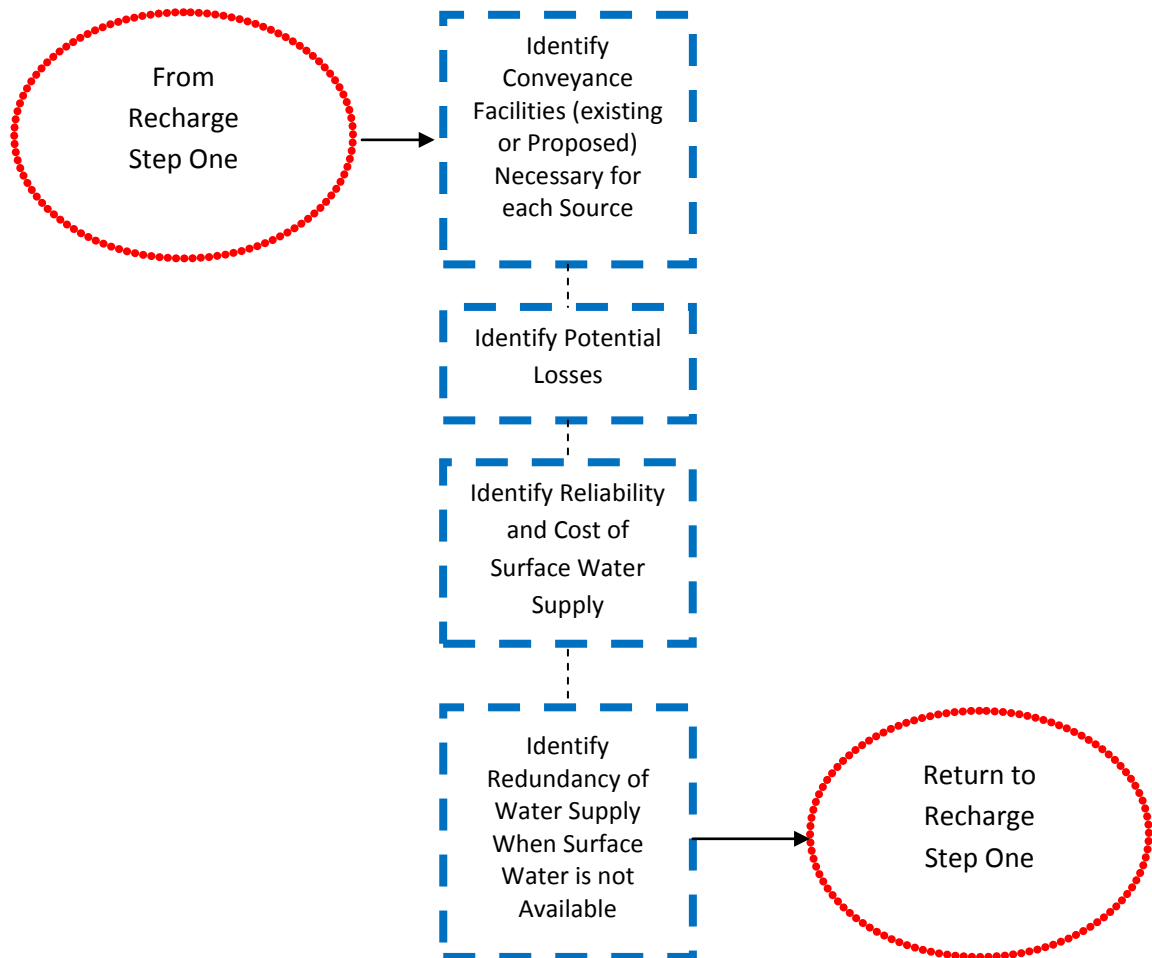 From
Recharge
Step One
Identify
Conveyance
Facilities (existing
or Proposed)
Necessary for
each Source
Identify Potential
Losses
Identify Reliability
and Cost of
Surface Water
Supply
Identify
Redundancy of
Water Supply
When Surface
Water is not
Available
Return to
Recharge
Step One